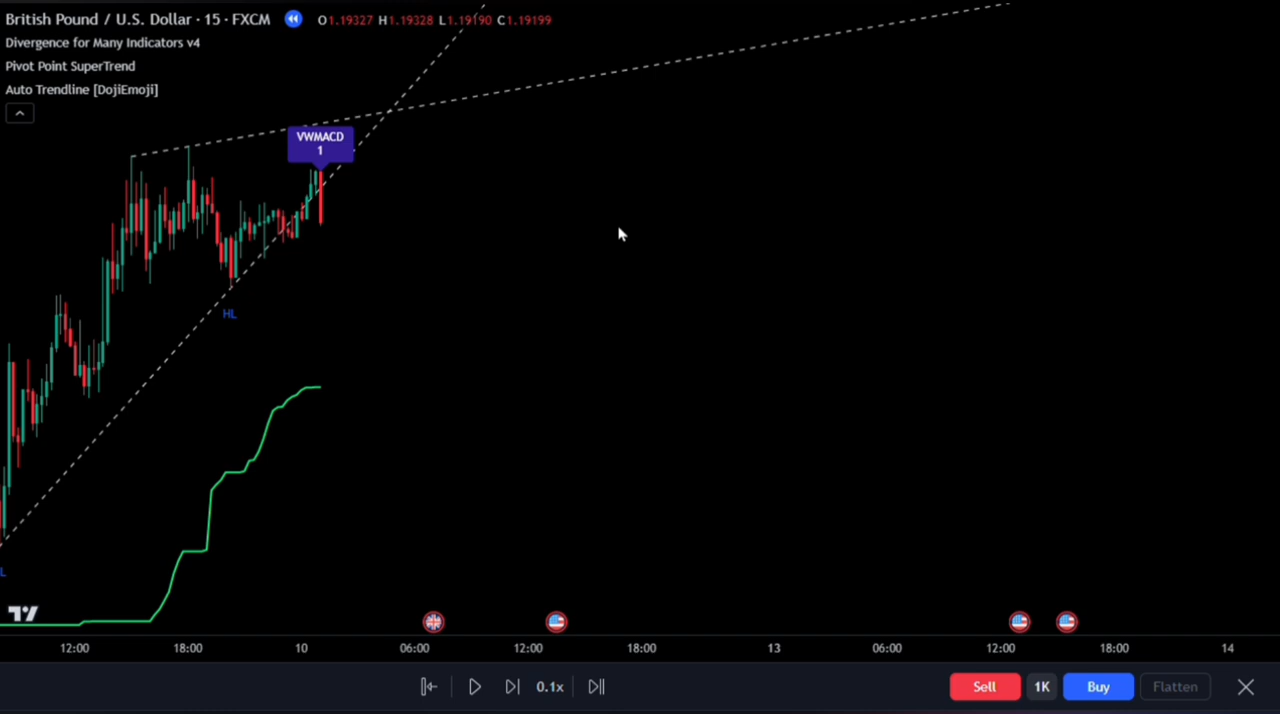 British Pound / U.S. Dollar · 15 · FXCM O1.19327 H1.19328 L1.19190 C1.19199
Divergence for Many Indicators v4
Pivot Point SuperTrend
Auto Trendline [DojiEmoji]
VWMACD
1
HL
L
12:00 18:00 10 06:00 12:00 18:00 13 06:00 12:00 18:00 14
0.1x Sell 1K Buy Flatten